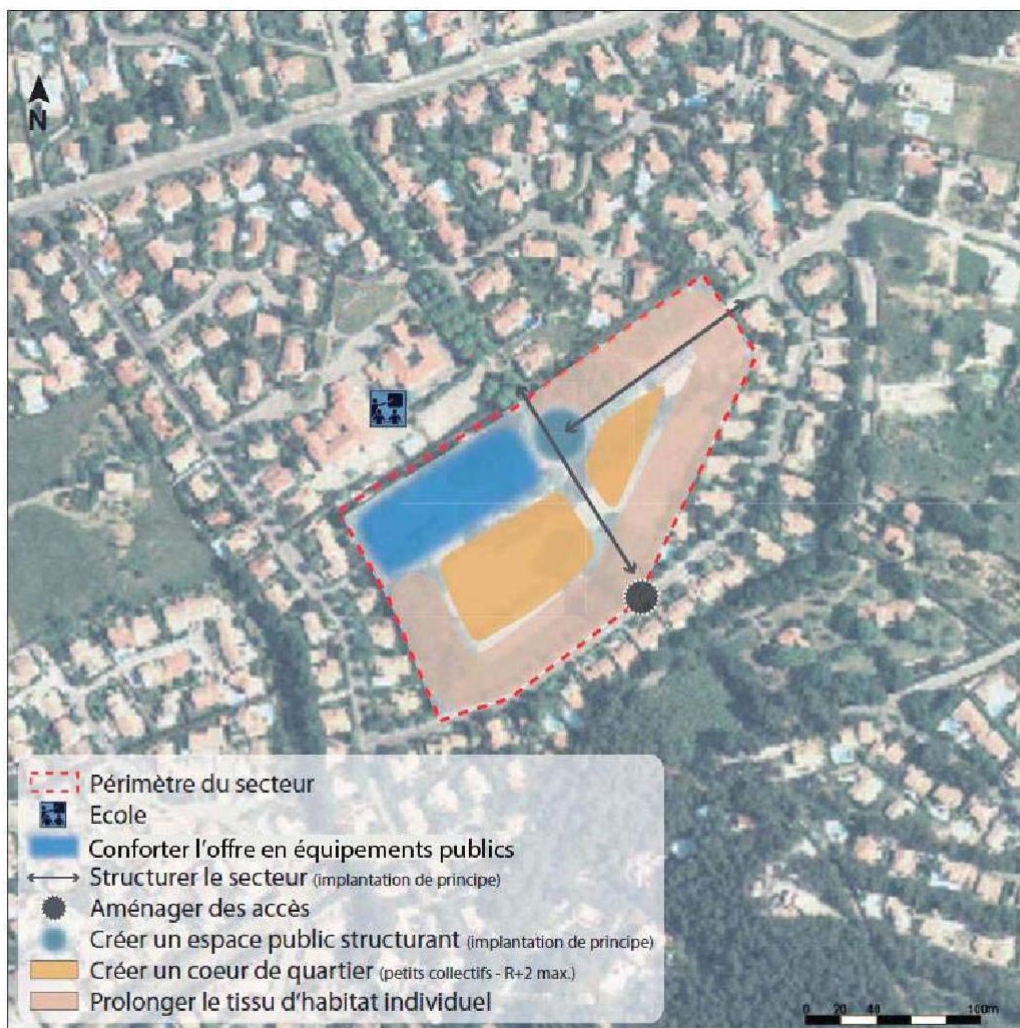 N
Périmètre du secteur
Ecole
Conforter l'offre en équipements publics
Structurer le secteur (implantation de principe)
Aménager des accès
Créer un espace public structurant (implantation de principe)
Créer un coeur de quartier (petits collectifs - R+2 max.)
Prolonger le tissu d'habitat individuel
0 20 40 100m